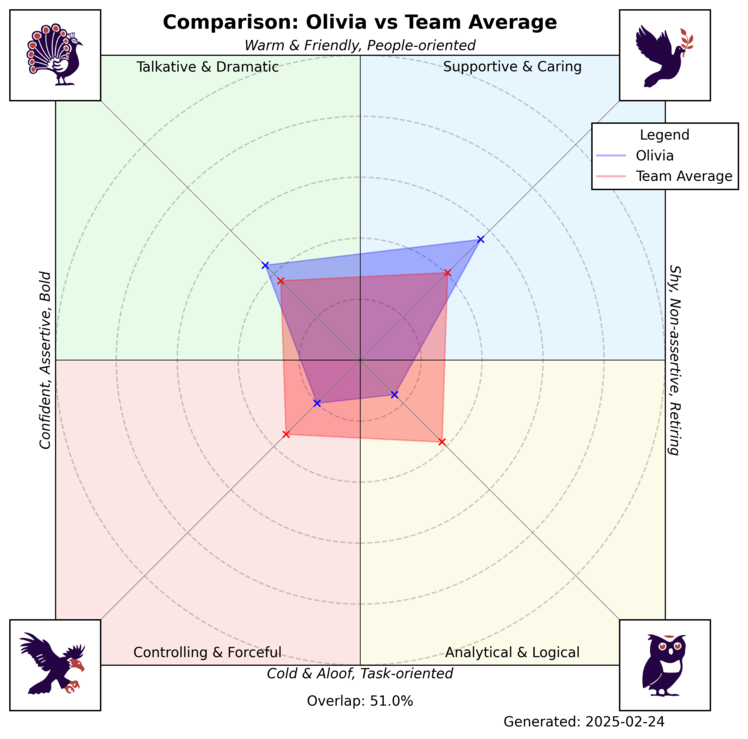 Comparison: Olivia vs Team Average
Warm & Friendly, People-oriented
Talkative & Dramatic
Supportive & Caring
Legend
Olivia
Team Average
Confident, Assertive, Bold
Shy, Non-assertive, Retiring
Controlling & Forceful
Analytical & Logical
Cold & Aloof, Task-oriented
Overlap: 51.0%
Generated: 2025-02-24